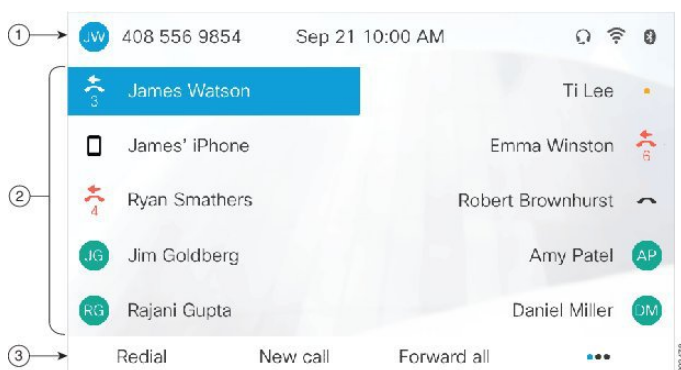 1 JW 408 556 9854 Sep 21 10:00 AM
2
3 James Watson Ti Lee
James' iPhone Emma Winston 6
4 Ryan Smathers Robert Brownhurst
JG Jim Goldberg Amy Patel AP
RG Rajani Gupta Daniel Miller DM
3 Redial New call Forward all